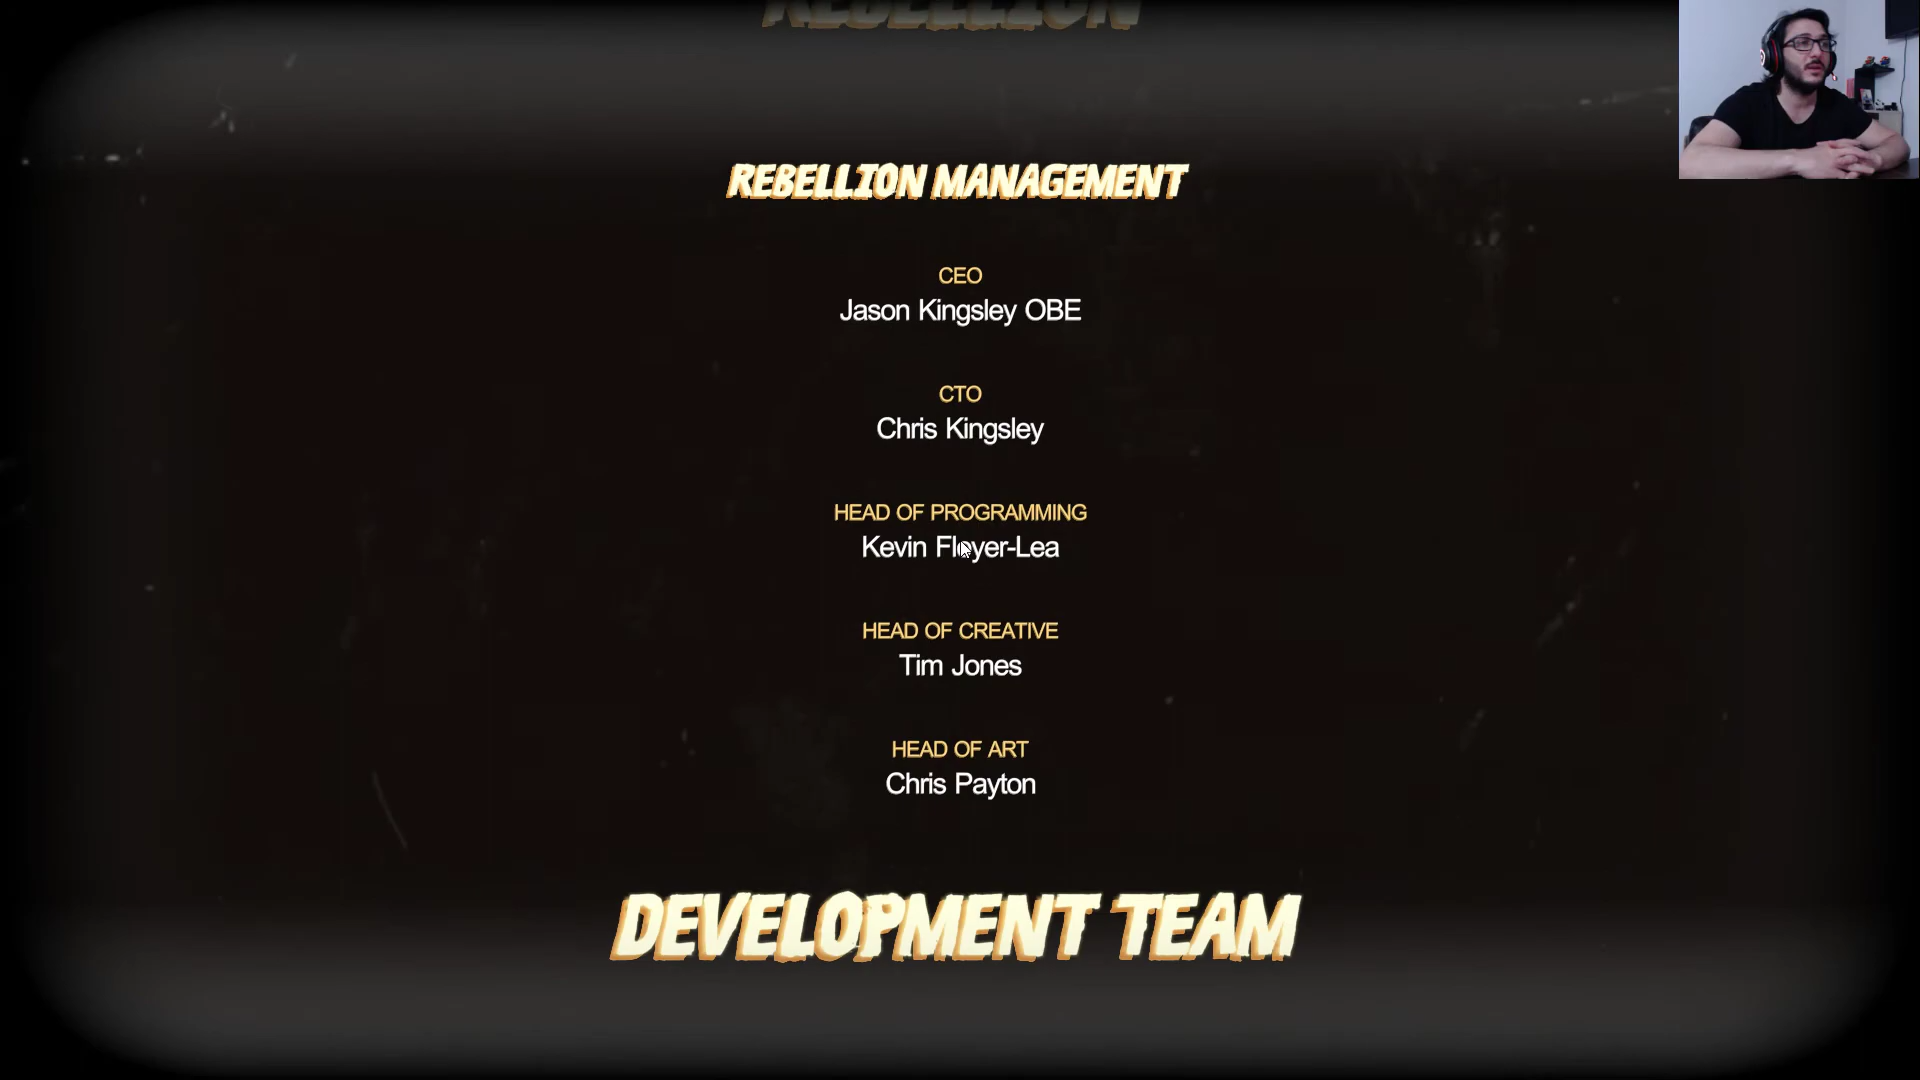 REBELLION
REBELLION MANAGEMENT
CEO
Jason Kingsley OBE
CTO
Chris Kingsley
HEAD OF PROGRAMMING
Kevin Floyer-Lea
HEAD OF CREATIVE
Tim Jones
HEAD OF ART
Chris Payton
DEVELOPMENT TEAM